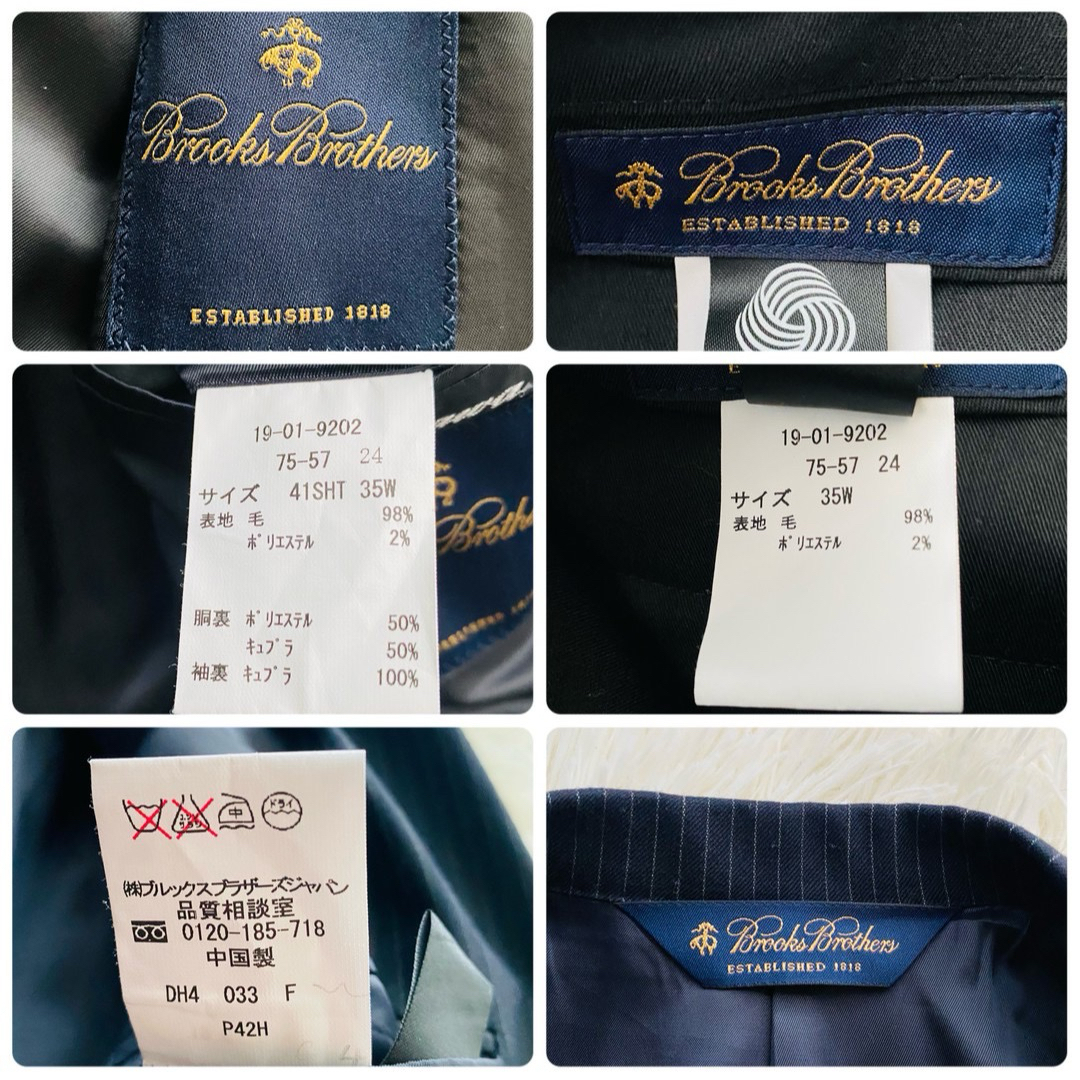 Brooks Brothers
ESTABLISHED 1818
Brooks Brothers
ESTABLISHED 1818
19-01-9202
75-57 24
サイズ 41SHT 35W
表地 毛 98%
ﾎﾟﾘｴｽﾃﾙ 2%
胴裏 ﾎﾟﾘｴｽﾃﾙ 50%
ｷｭﾌﾟﾗ 50%
袖裏 ｷｭﾌﾟﾗ 100%
19-01-9202
75-57 24
サイズ 35W
表地 毛 98%
ﾎﾟﾘｴｽﾃﾙ 2%
中 ドライ
㈱ブルックスブラザーズジャパン
品質相談室
0120-185-718
中国製
DH4 033 F
P42H
Brooks Brothers
ESTABLISHED 1818